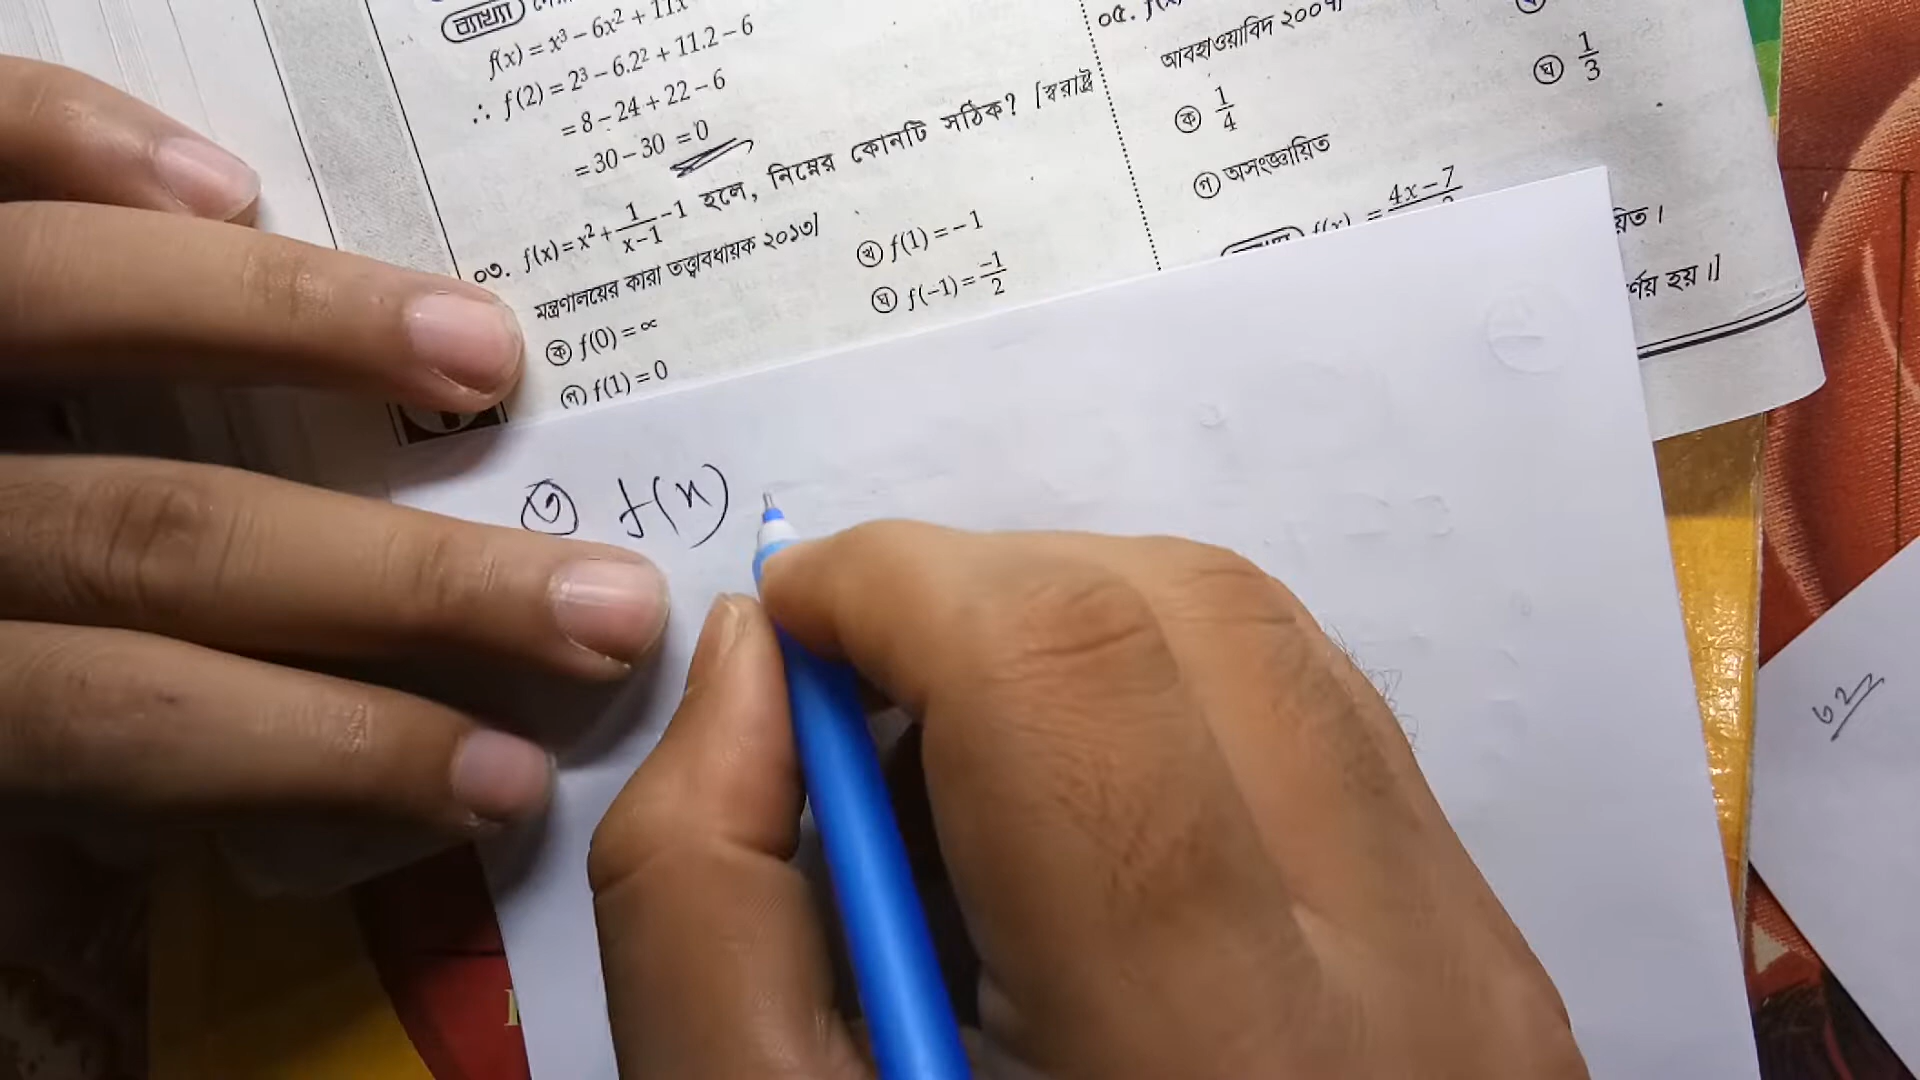 ব্যাখ্যা
f(x) = x³ – 6x² + 11x
∴ f(2) = 2³ – 6.2² + 11.2 – 6
= 8 – 24 + 22 – 6
= 30 – 30 = 0
০৩. f(x) = x² + 1/(x–1) – 1 হলে, নিম্নের কোনটি সঠিক? [স্বরাষ্ট্র
মন্ত্রণালয়ের কারা তত্ত্বাবধায়ক ২০১৩]
ক f(0) = ∝
খ f(1) = – 1
গ f(1) = 0
ঘ f(–1) = –1/2
০৫.
আবহাওয়াবিদ ২০০৭]
ক 1/4
ঘ 1/3
গ অসংজ্ঞায়িত
= 4x – 7
য়িত।
র্ণয় হয়।]
৩ f(x)